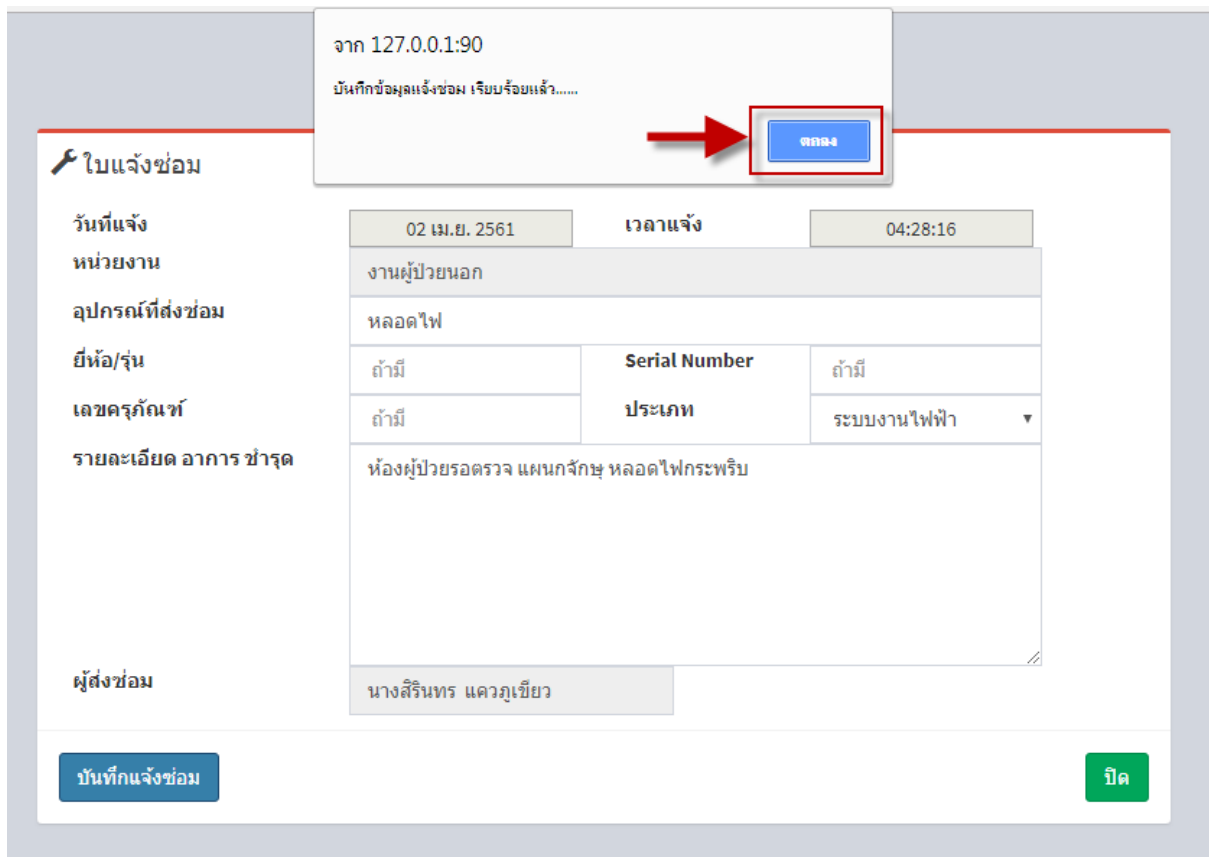 จาก 127.0.0.1:90
บันทึกข้อมูลแจ้งซ่อม เรียบร้อยแล้ว......
ตกลง
ใบแจ้งซ่อม
วันที่แจ้ง 02 เม.ย. 2561 เวลาแจ้ง 04:28:16
หน่วยงาน งานผู้ป่วยนอก
อุปกรณ์ที่ส่งซ่อม หลอดไฟ
ยี่ห้อ/รุ่น ถ้ามี Serial Number ถ้ามี
เลขครุภัณฑ์ ถ้ามี ประเภท ระบบงานไฟฟ้า
รายละเอียด อาการ ชำรุด ห้องผู้ป่วยรอตรวจ แผนกจักษุ หลอดไฟกระพริบ
ผู้ส่งซ่อม นางสิรินทร แควภูเขียว
บันทึกแจ้งซ่อม ปิด